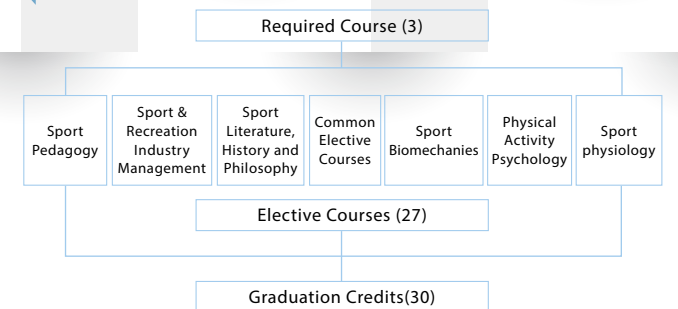 Required Course (3)
Sport
Pedagogy
Sport &
Recreation
Industry
Management
Sport
Literature,
History and
Philosophy
Common
Elective
Courses
Sport
Biomechanies
Physical
Activity
Psychology
Sport
physiology
Elective Courses (27)
Graduation Credits(30)